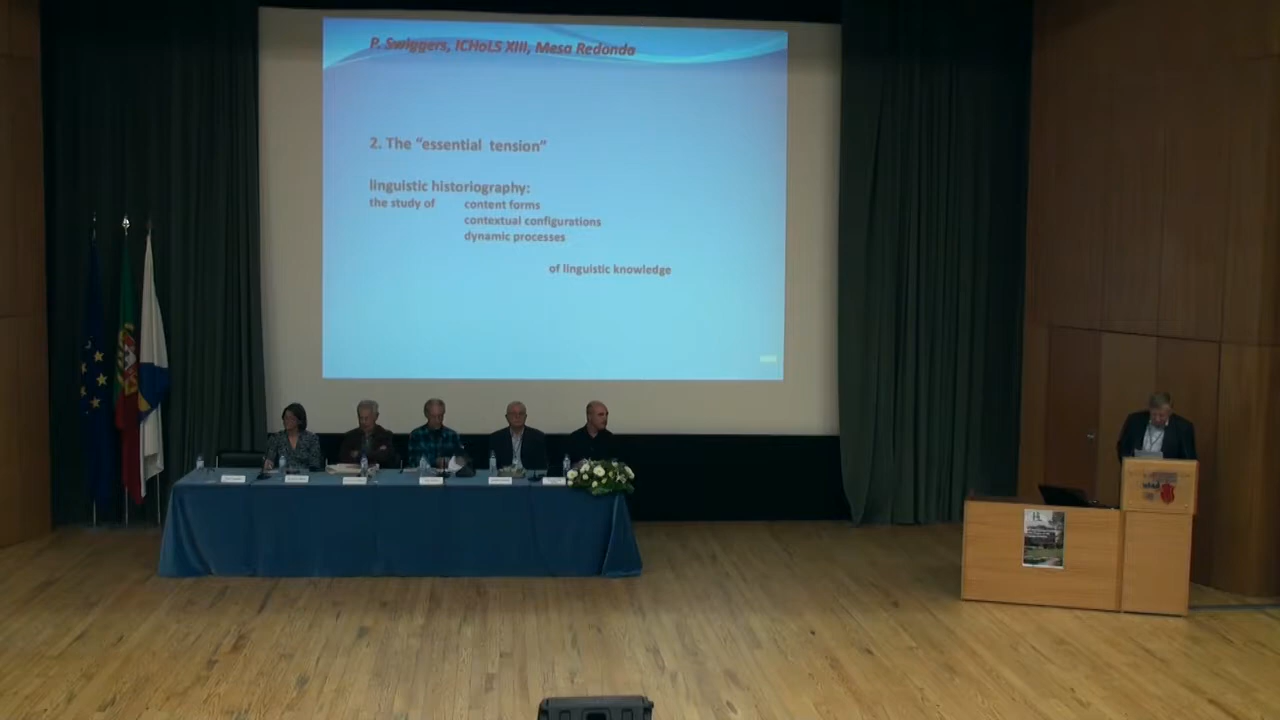 P. Swiggers, ICHoLS XIII, Mesa Redonda
2. The “essential tension”
linguistic historiography:
the study of content forms
contextual configurations
dynamic processes
of linguistic knowledge